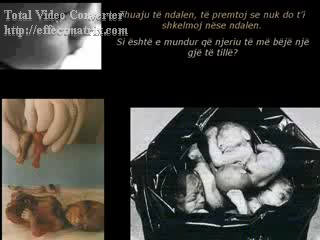 Total Video Converter
http://effectmatrix.com
Thuaju të ndalen, të premtoj se nuk do t'i
shkelmoj nëse ndalen.
Si është e mundur që njeriu të më bëjë një
gjë të tillë?